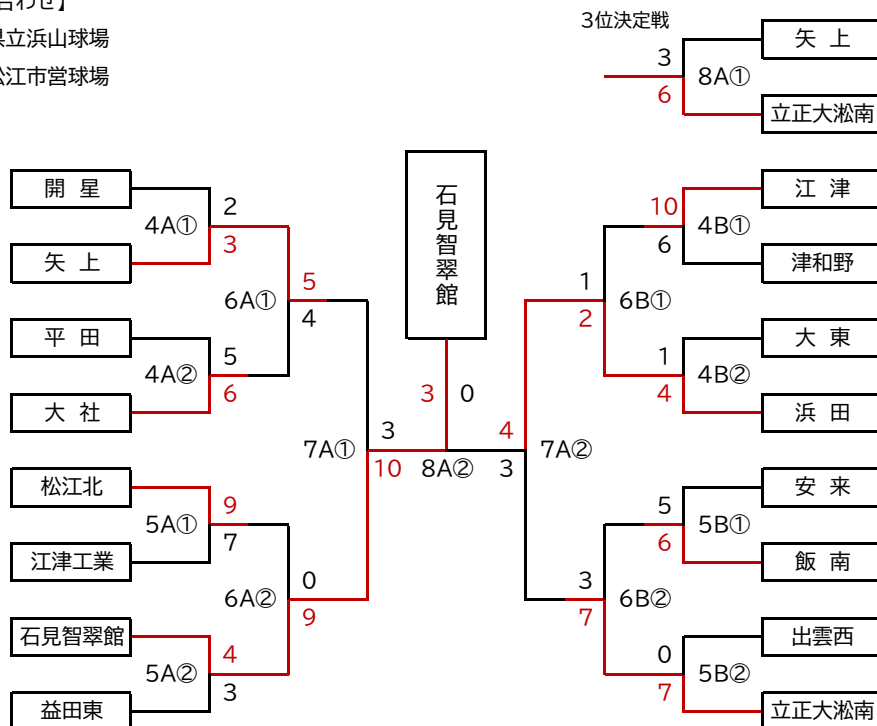 合わせ】
県立浜山球場
松江市営球場
3位決定戦
矢 上
3
8A①
6
立正大淞南
石見智翠館
開 星
2
4A①
3
矢 上
5
6A①
4
平 田
5
4A②
6
大 社
3
7A①
10
松江北
9
5A①
7
江津工業
0
6A②
9
石見智翠館
4
5A②
3
益田東
3
0
8A②
江 津
10
4B①
6
津和野
1
6B①
2
大 東
1
4B②
4
浜 田
4
7A②
3
安 来
5
5B①
6
飯 南
3
6B②
7
出雲西
0
5B②
7
立正大淞南